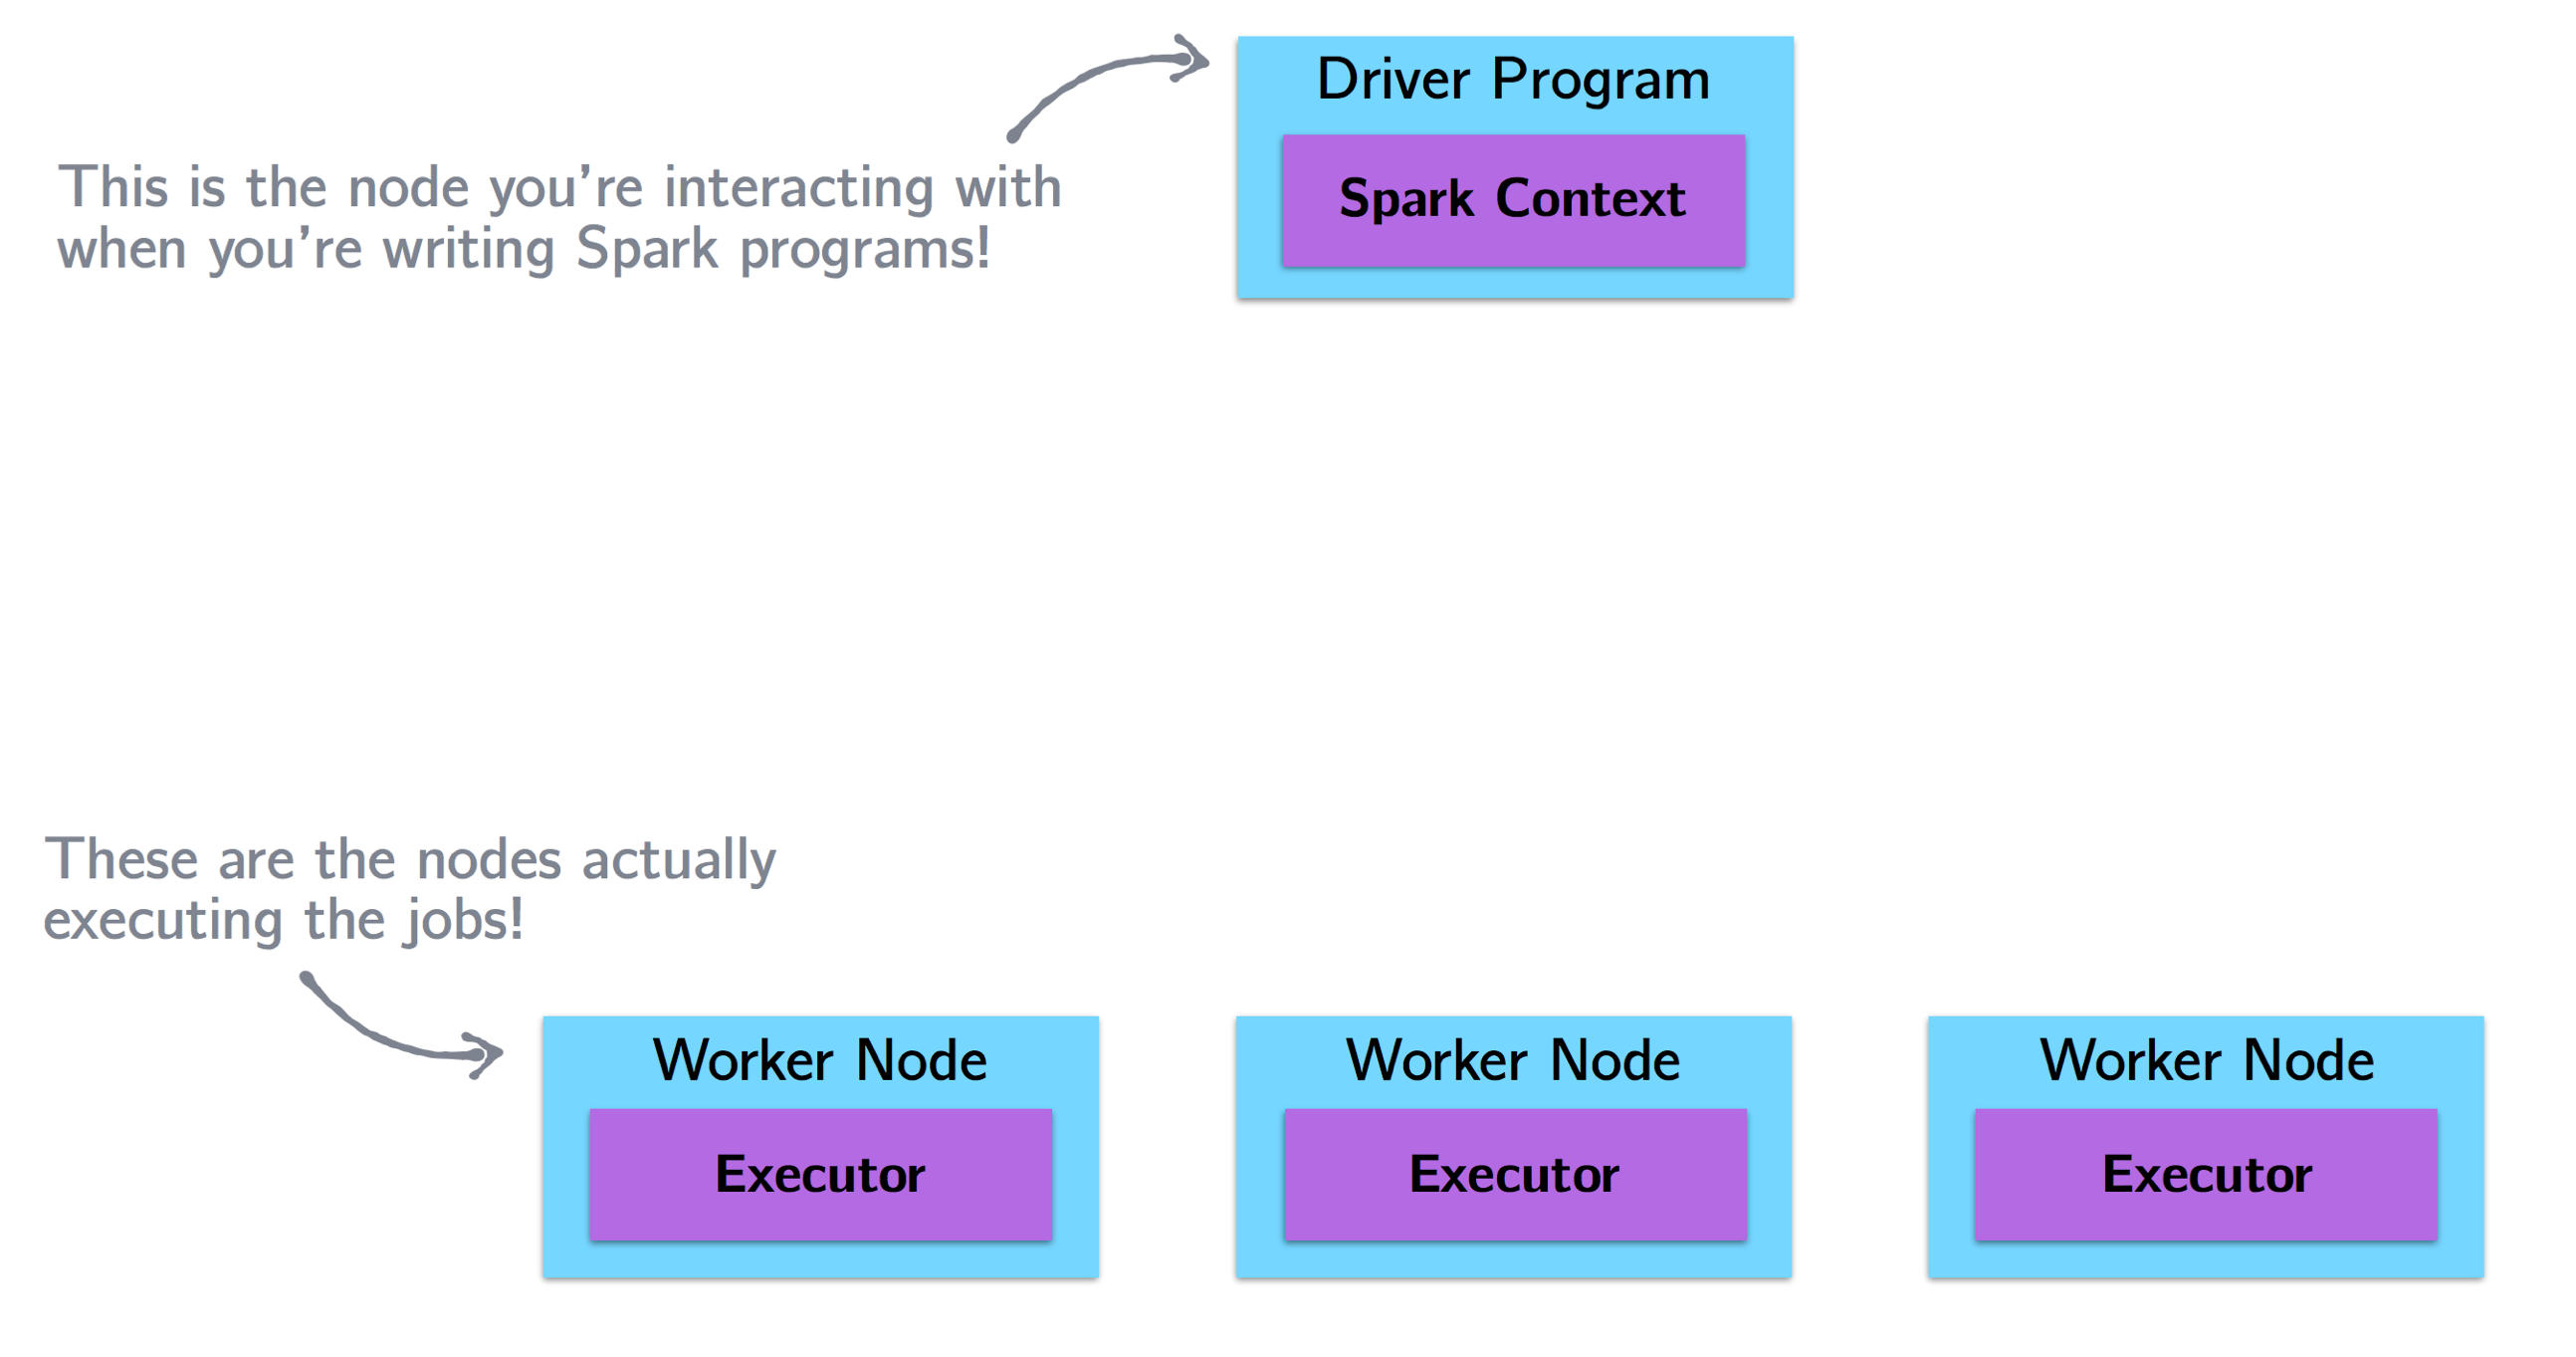 Driver Program
Spark Context
This is the node you’re interacting with
when you’re writing Spark programs!
These are the nodes actually
executing the jobs!
Worker Node
Executor
Worker Node
Executor
Worker Node
Executor